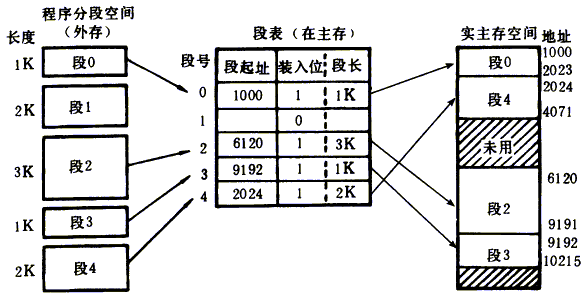 程序分段空间
（外存）
长度
1K
段0
2K
段1
3K
段2
1K
段3
2K
段4
段表（在主存）
段号
段起址 装入位 段长
0 1000 1 1K
1 0
2 6120 1 3K
3 9192 1 1K
4 2024 1 2K
实主存空间 地址
1000
段0
2023
2024
段4
4071
未用
6120
段2
9191
9192
段3
10215